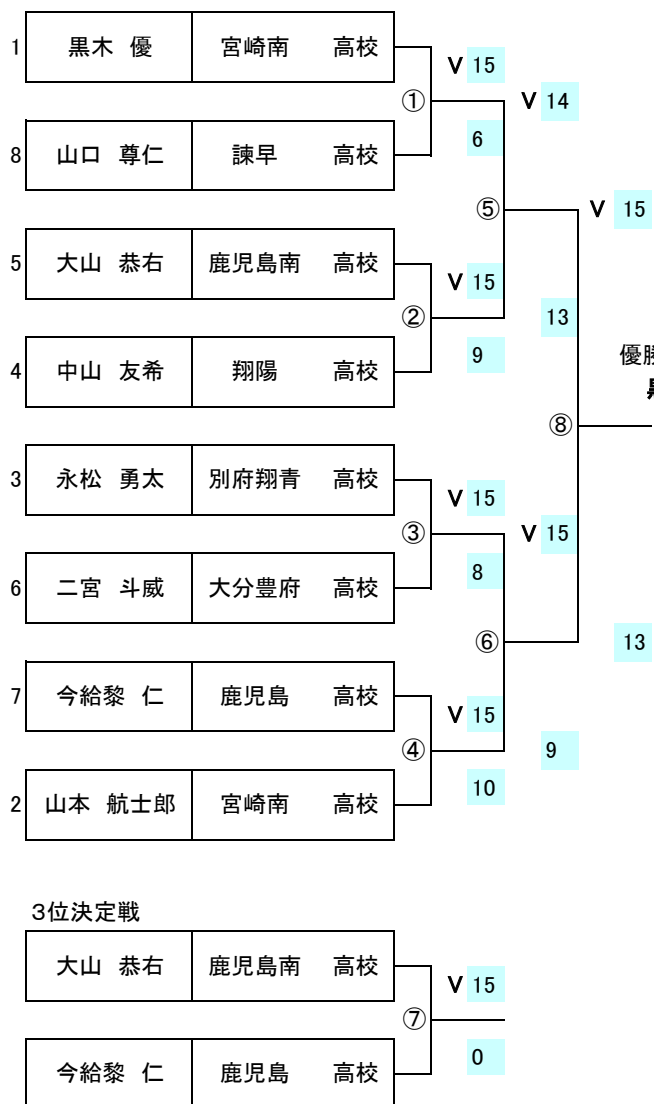 1 黒木 優 宮崎南 高校
V 15
① V 14
6
8 山口 尊仁 諫早 高校
⑤ V 15
5 大山 恭右 鹿児島南 高校
V 15
② 13
9
4 中山 友希 翔陽 高校
⑧
3 永松 勇太 別府翔青 高校
V 15
③ V 15
8
6 二宮 斗威 大分豊府 高校
⑥ 13
7 今給黎 仁 鹿児島 高校
V 15
④ 9
10
2 山本 航士郎 宮崎南 高校
3位決定戦
大山 恭右 鹿児島南 高校
V 15
⑦
0
今給黎 仁 鹿児島 高校